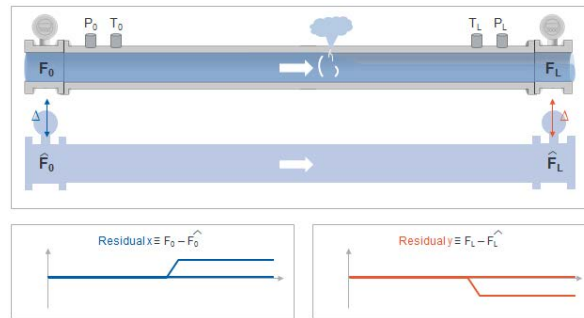 P₀ T₀ T_L P_L
F₀ F_L
Δ Δ
F̂₀ F̂_L
Residual x ≡ F₀ – F̂₀
Residual y ≡ F_L – F̂_L